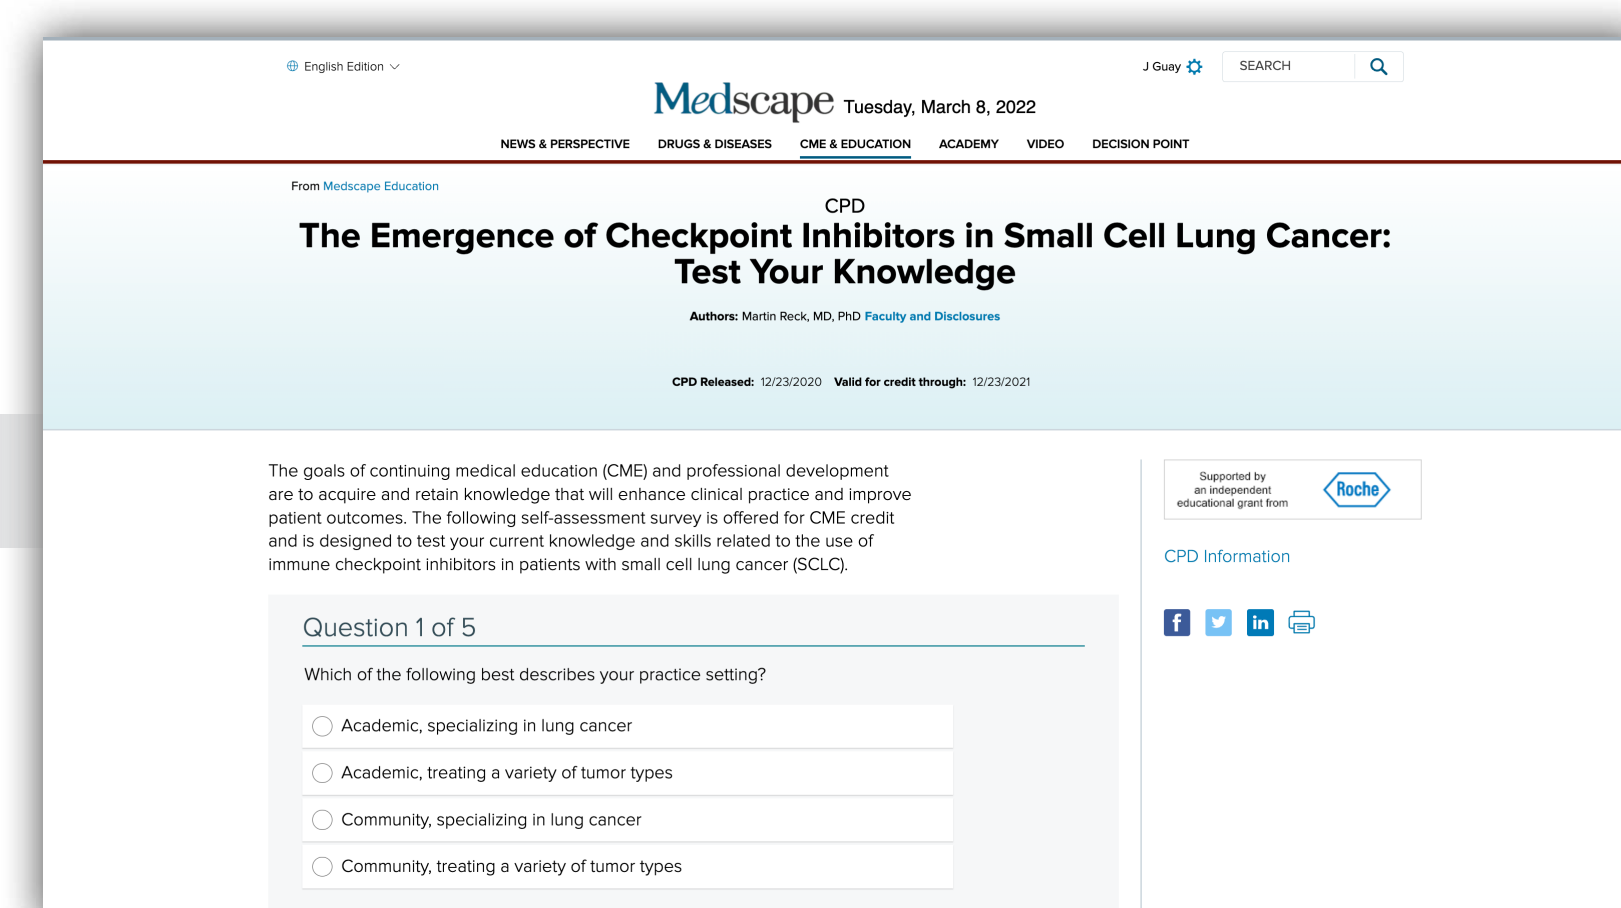 English Edition
J Guay
SEARCH
Medscape Tuesday, March 8, 2022
NEWS & PERSPECTIVE DRUGS & DISEASES CME & EDUCATION ACADEMY VIDEO DECISION POINT
From Medscape Education
CPD
The Emergence of Checkpoint Inhibitors in Small Cell Lung Cancer:
Test Your Knowledge
Authors: Martin Reck, MD, PhD Faculty and Disclosures
CPD Released: 12/23/2020 Valid for credit through: 12/23/2021
The goals of continuing medical education (CME) and professional development
are to acquire and retain knowledge that will enhance clinical practice and improve
patient outcomes. The following self-assessment survey is offered for CME credit
and is designed to test your current knowledge and skills related to the use of
immune checkpoint inhibitors in patients with small cell lung cancer (SCLC).
Supported by
an independent
educational grant from
Roche
CPD Information
f
in
Question 1 of 5
Which of the following best describes your practice setting?
Academic, specializing in lung cancer
Academic, treating a variety of tumor types
Community, specializing in lung cancer
Community, treating a variety of tumor types